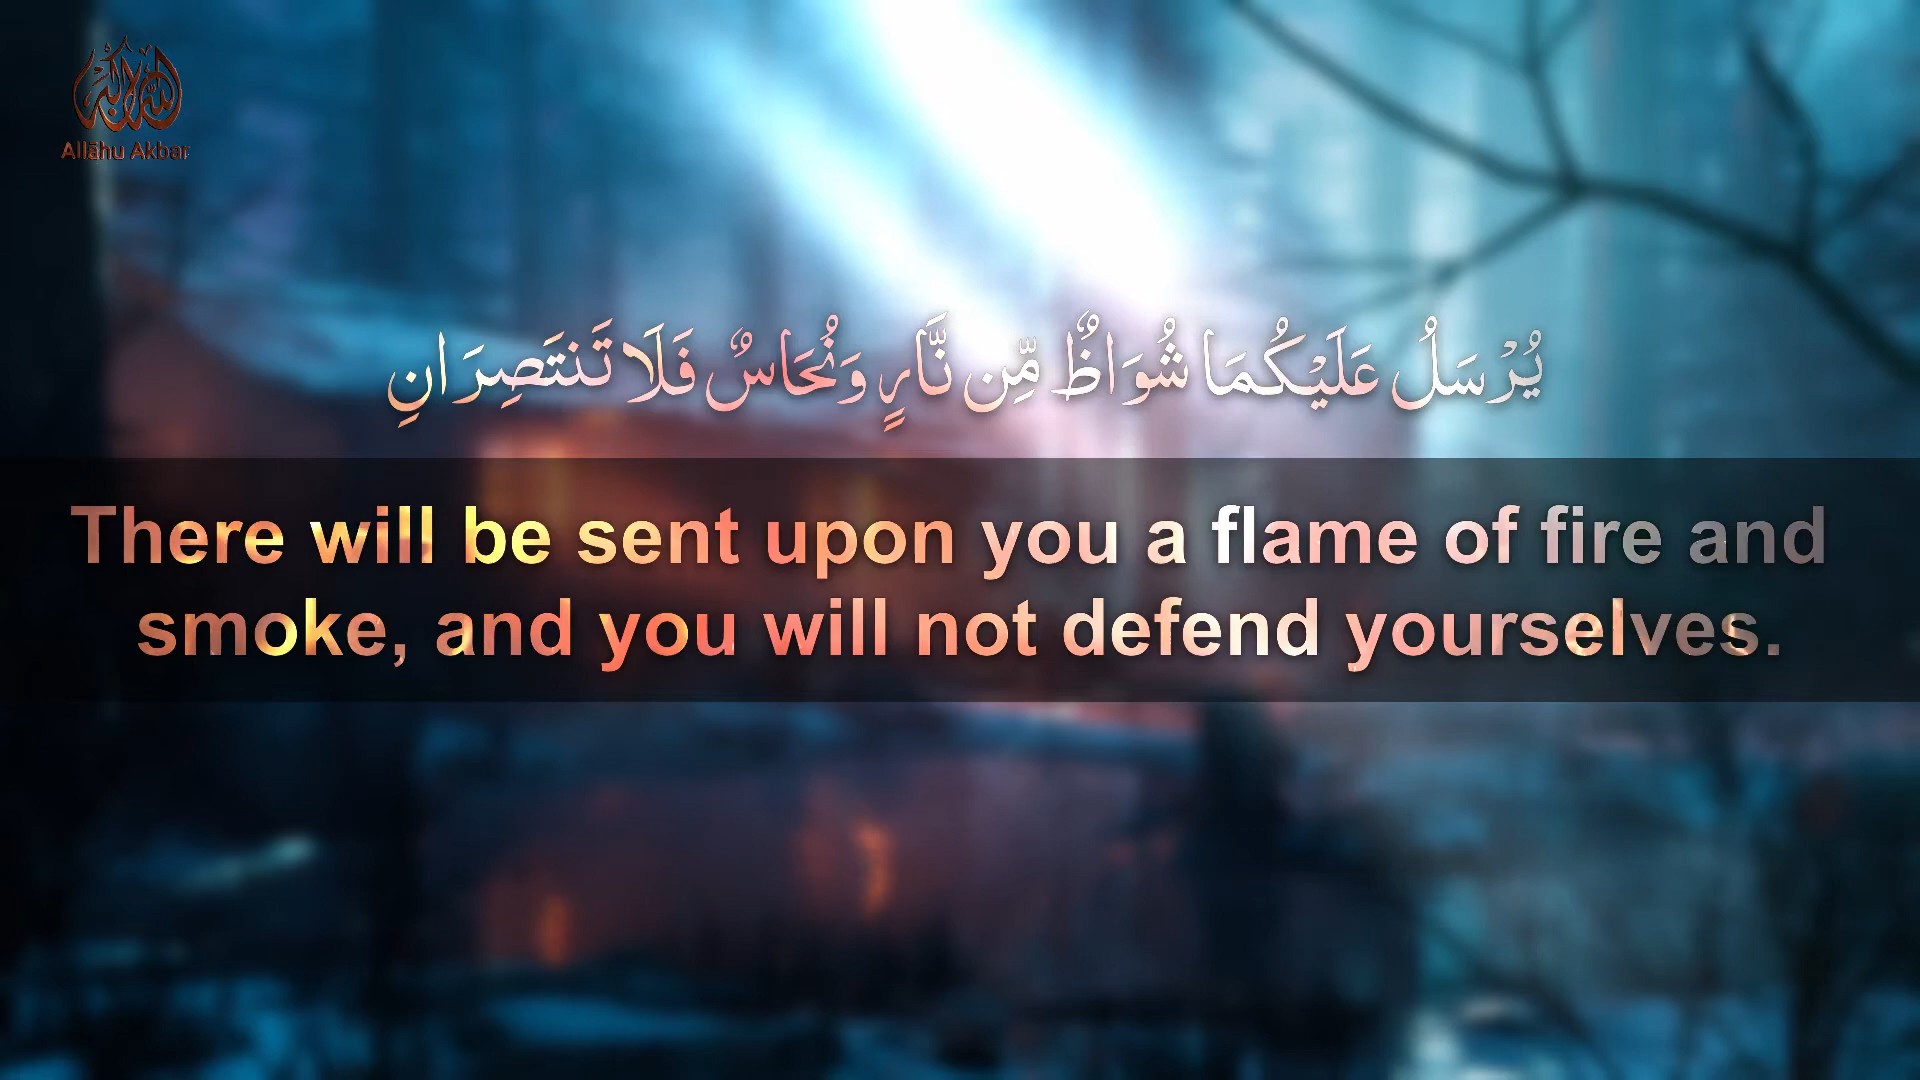 الله أكبر
Allāhu Akbar
يُرْسَلُ عَلَيْكُمَا شُوَاظٌ مِّن نَّارٍ وَنُحَاسٌ فَلَا تَنتَصِرَانِ
There will be sent upon you a flame of fire and
smoke, and you will not defend yourselves.